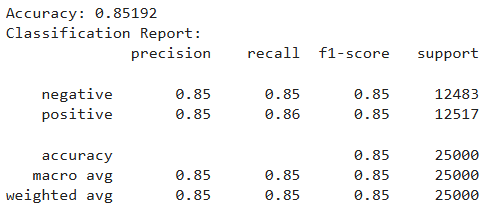 Accuracy: 0.85192
Classification Report:
precision recall f1-score support
negative 0.85 0.85 0.85 12483
positive 0.85 0.86 0.85 12517
accuracy 0.85 25000
macro avg 0.85 0.85 0.85 25000
weighted avg 0.85 0.85 0.85 25000